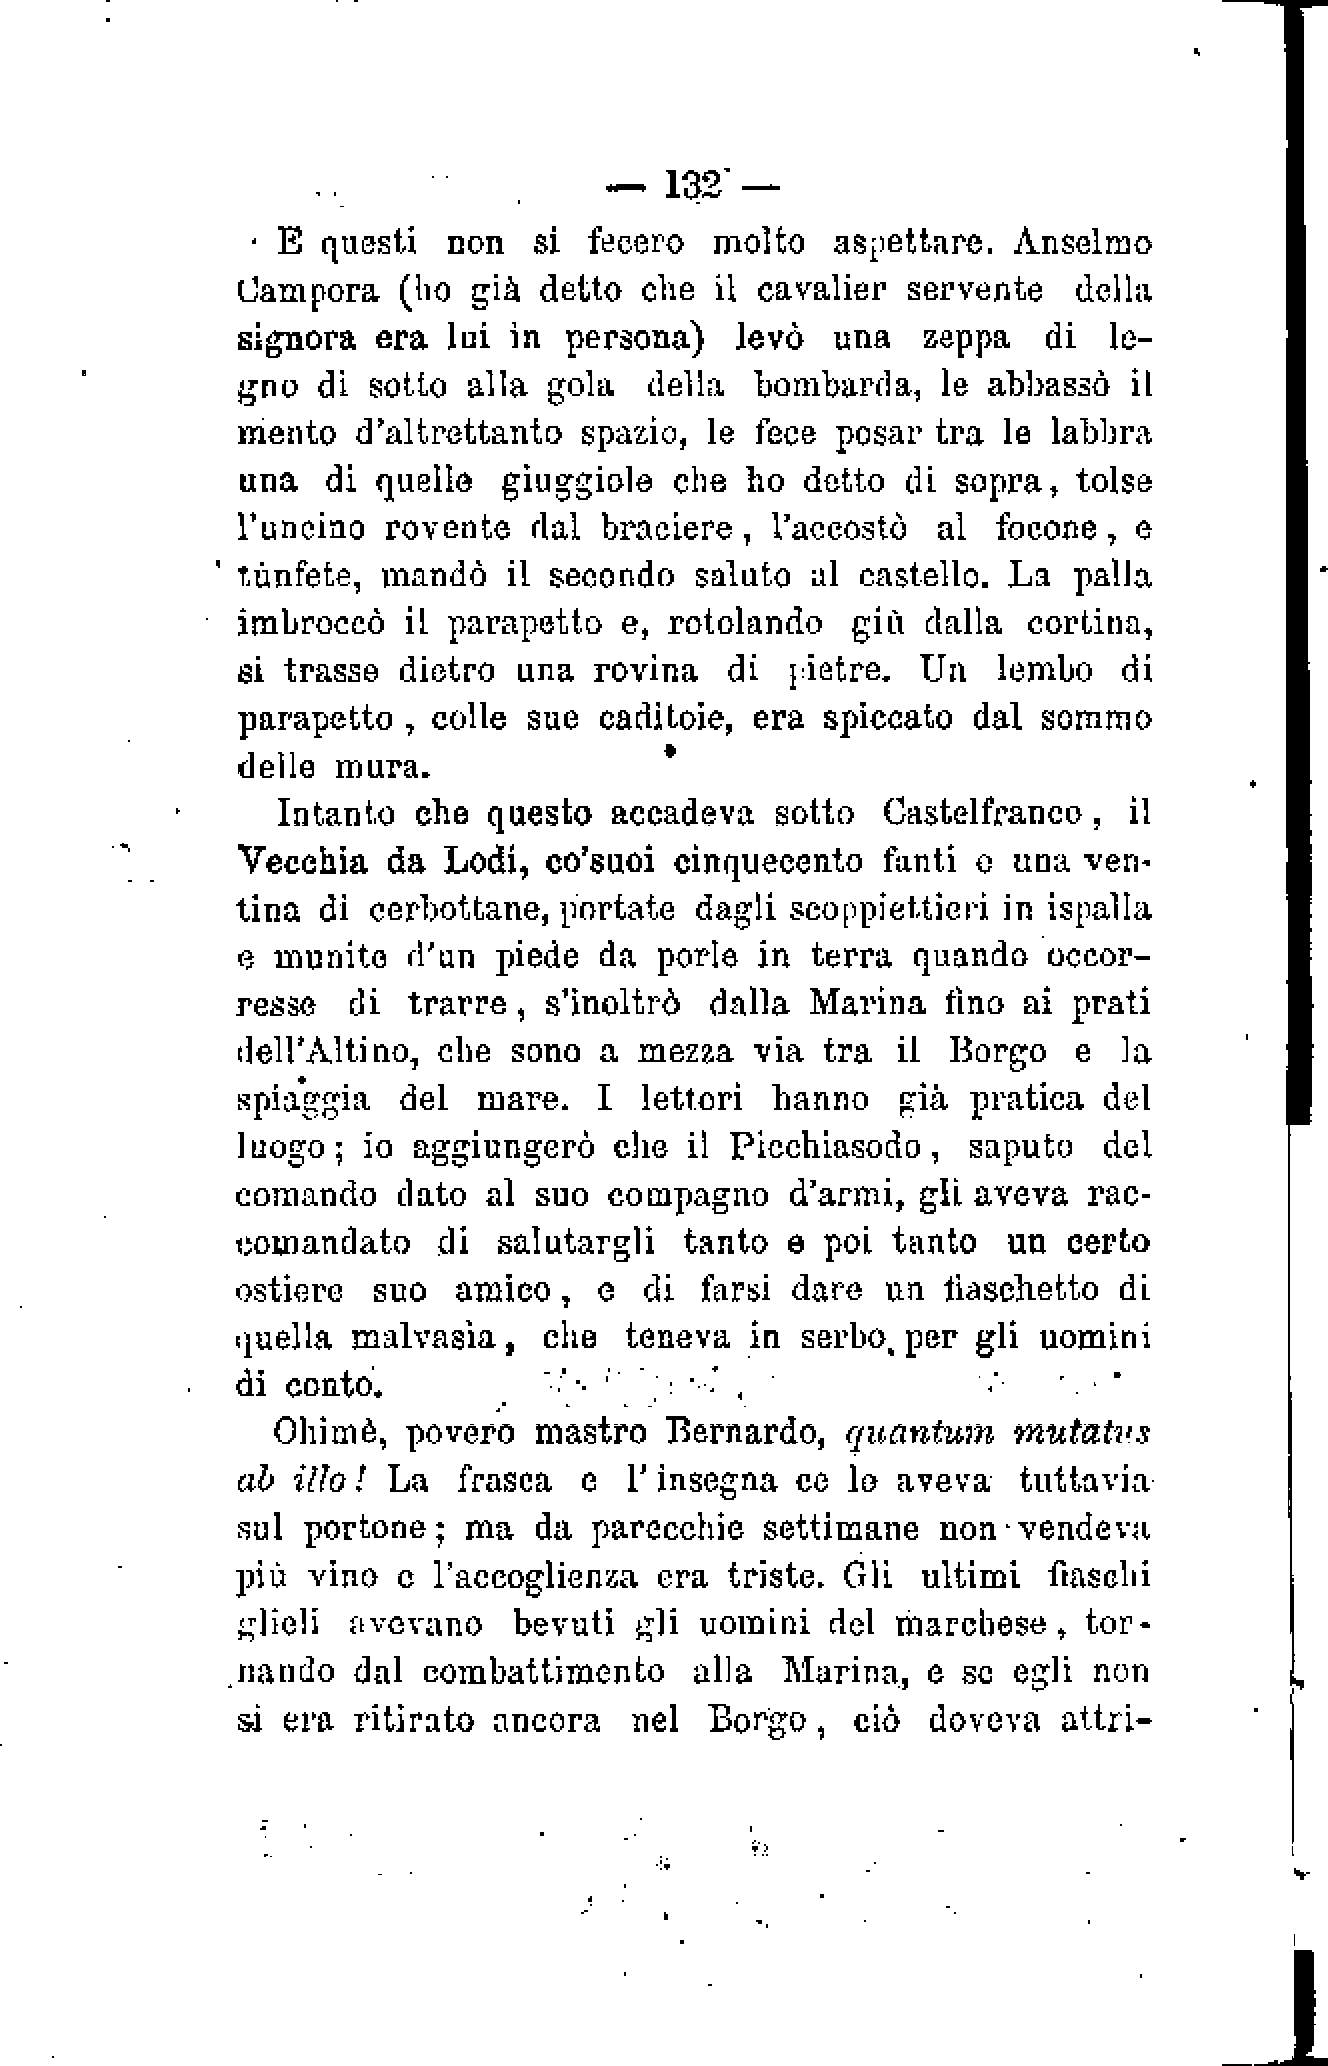 — 132 —
E questi non si fecero molto aspettare. Anselmo
Campora (ho già detto che il cavalier servente della
signora era lui in persona) levò una zeppa di le-
gno di sotto alla gola della bombarda, le abbassò il
mento d'altrettanto spazio, le fece posar tra le labbra
una di quelle giuggiole che ho detto di sopra, tolse
l'uncino rovente dal braciere, l'accostò al focone, e
tùnfete, mandò il secondo saluto al castello. La palla
imbroccò il parapetto e, rotolando giù dalla cortina,
si trasse dietro una rovina di pietre. Un lembo di
parapetto, colle sue caditoie, era spiccato dal sommo
delle mura.
Intanto che questo accadeva sotto Castelfranco, il
Vecchia da Lodi, co'suoi cinquecento fanti e una ven-
tina di cerbottane, portate dagli scoppiettieri in ispalla
e munite d'un piede da porle in terra quando occor-
resse di trarre, s'inoltrò dalla Marina fino ai prati
dell'Altino, che sono a mezza via tra il Borgo e la
spiaggia del mare. I lettori hanno già pratica del
luogo; io aggiungerò che il Picchiasodo, saputo del
comando dato al suo compagno d'armi, gli aveva rac-
comandato di salutargli tanto e poi tanto un certo
ostiere suo amico, e di farsi dare un fiaschetto di
quella malvasìa, che teneva in serbo per gli uomini
di conto.
Ohimè, povero mastro Bernardo, quantum mutatus
ab illo! La frasca e l'insegna ce le aveva tuttavia
sul portone; ma da parecchie settimane non vendeva
più vino e l'accoglienza era triste. Gli ultimi fiaschi
glieli avevano bevuti gli uomini del marchese, tor-
nando dal combattimento alla Marina, e se egli non
si era ritirato ancora nel Borgo, ciò doveva attri-